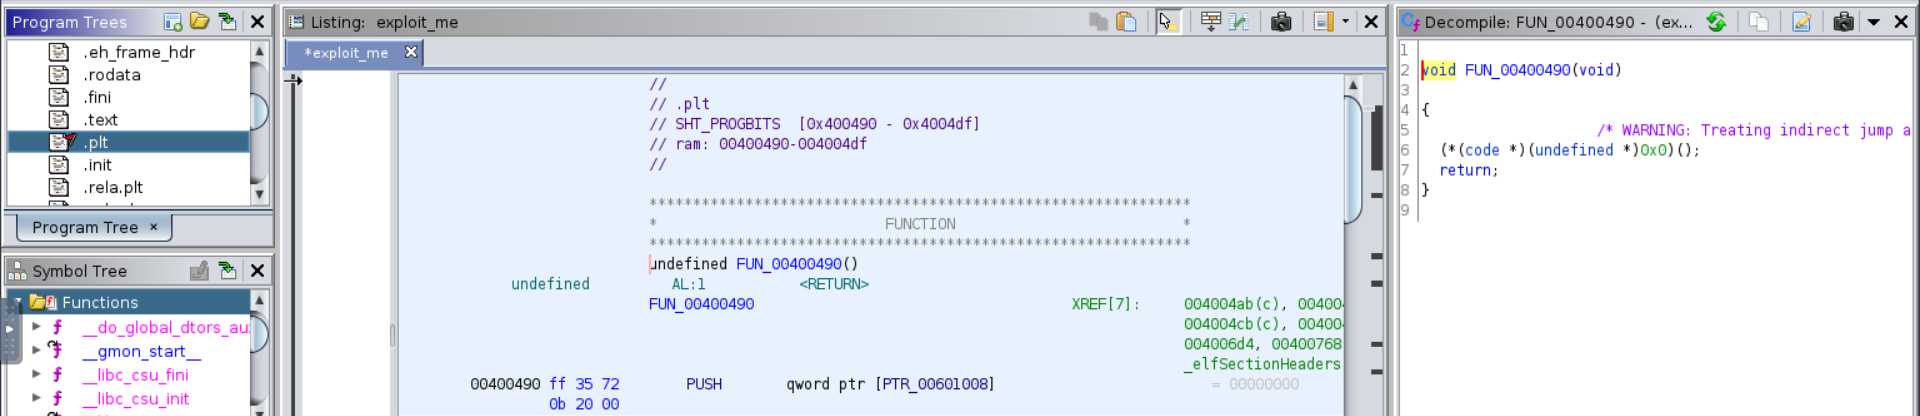 Program Trees
.eh_frame_hdr
.rodata
.fini
.text
.plt
.init
.rela.plt
Program Tree ×
Symbol Tree
Functions
__do_global_dtors_au
__gmon_start__
__libc_csu_fini
__libc_csu_init
Listing: exploit_me
*exploit_me
//
// .plt
// SHT_PROGBITS [0x400490 - 0x4004df]
// ram: 00400490-004004df
//
**************************************************************
* FUNCTION *
**************************************************************
undefined FUN_00400490()
undefined AL:1 <RETURN>
FUN_00400490 XREF[7]: 004004ab(c), 00400
004004cb(c), 00400
004006d4, 00400768
_elfSectionHeaders
00400490 ff 35 72 PUSH qword ptr [PTR_00601008] = 00000000
0b 20 00
Decompile: FUN_00400490 - (ex...
1
2 void FUN_00400490(void)
3
4 {
5 /* WARNING: Treating indirect jump a
6 (*(code *)(undefined *)0x0)();
7 return;
8 }
9